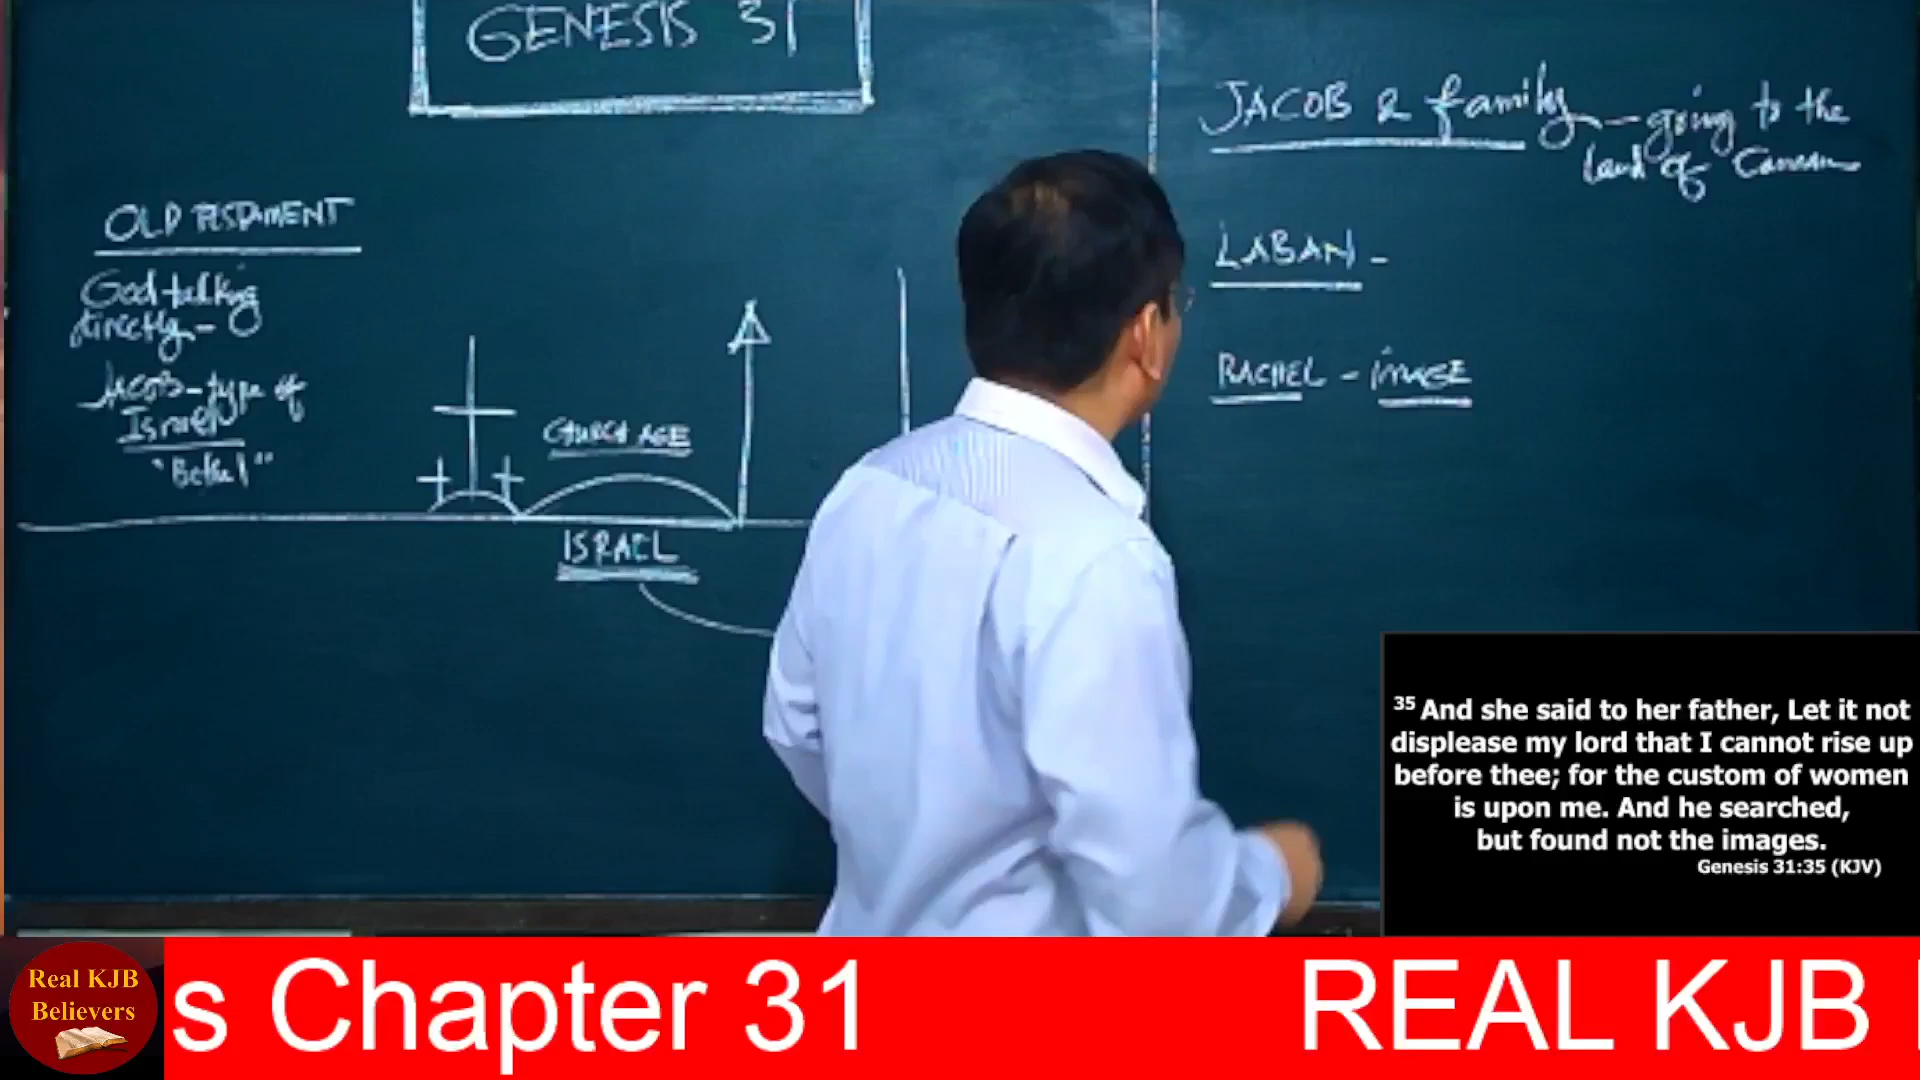 GENESIS 31
OLD TESTAMENT
God talking
directly -
Jacob - type of
Israel
"Bethel"
CHURCH AGE
ISRAEL
JACOB & family - going to the
land of Canaan
LABAN -
RACHEL - image
35 And she said to her father, Let it not
displease my lord that I cannot rise up
before thee; for the custom of women
is upon me. And he searched,
but found not the images.
Genesis 31:35 (KJV)
Real KJB
Believers
s Chapter 31 REAL KJB